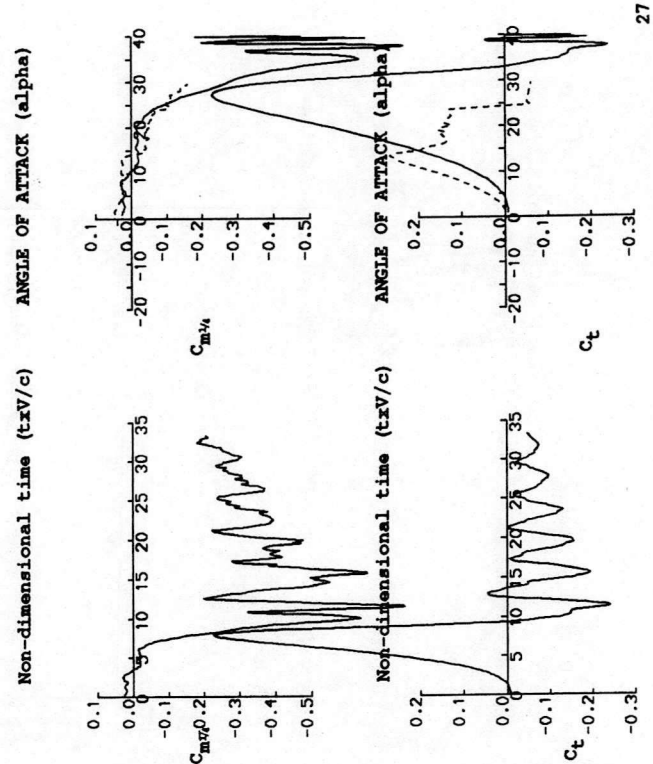 Non-dimensional time (txV/c)
0.1
0.0
-0.1
-0.2
-0.3
-0.4
-0.5
0 5 10 15 20 25 30 35
C_m¼
ANGLE OF ATTACK (alpha)
0.1
0.0
-0.1
-0.2
-0.3
-0.4
-0.5
-20 -10 0 10 20 30 40
C_m¼
Non-dimensional time (txV/c)
0.2
0.1
0.0
-0.1
-0.2
-0.3
0 5 10 15 20 25 30 35
C_t
ANGLE OF ATTACK (alpha)
0.2
0.1
0.0
-0.1
-0.2
-0.3
-20 -10 0 10 20 30 40
C_t
27